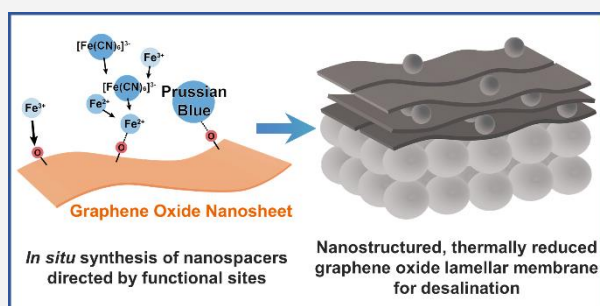 [Fe(CN)₆]³⁻
Fe³⁺
[Fe(CN)₆]³⁻
Fe³⁺
Fe²⁺
Fe²⁺
Prussian
Blue
O
O
O
Graphene Oxide Nanosheet
In situ synthesis of nanospacers
directed by functional sites
Nanostructured, thermally reduced
graphene oxide lamellar membrane
for desalination